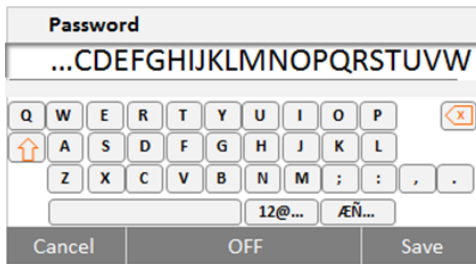 Password
...CDEFGHIJKLMNOPQRSTUVW
Q W E R T Y U I O P X
A S D F G H J K L
Z X C V B N M ; : , .
12@... ÆÑ...
Cancel OFF Save